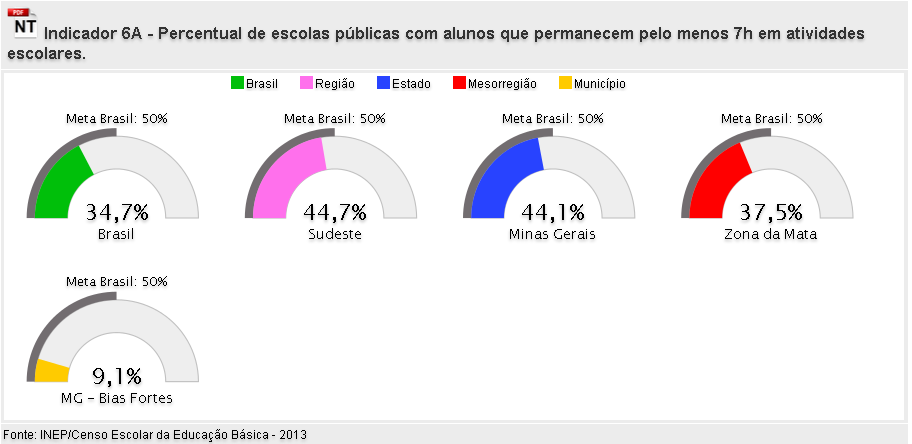 PDF
NT
Indicador 6A - Percentual de escolas públicas com alunos que permanecem pelo menos 7h em atividades
escolares.
Brasil Região Estado Mesorregião Município
Meta Brasil: 50% Meta Brasil: 50% Meta Brasil: 50% Meta Brasil: 50%
34,7% 44,7% 44,1% 37,5%
Brasil Sudeste Minas Gerais Zona da Mata
Meta Brasil: 50%
9,1%
MG - Bias Fortes
Fonte: INEP/Censo Escolar da Educação Básica - 2013